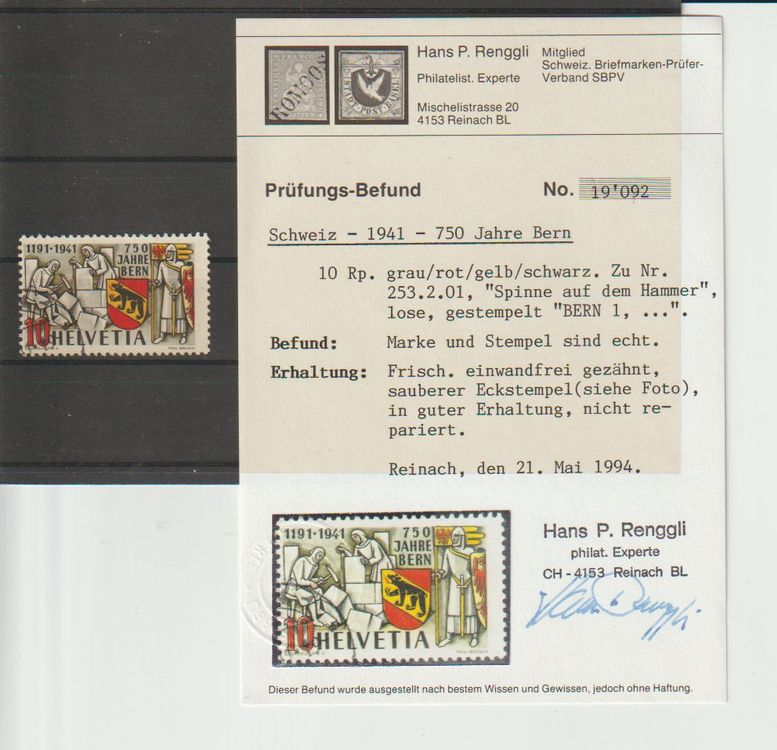 Hans P. Renggli
Philatelist. Experte
Mischelistrasse 20
4153 Reinach BL
Mitglied
Schweiz. Briefmarken-Prüfer-
Verband SBPV
ROMOOS
STADT-POST-BASEL
Prüfungs-Befund No. 19'092
Schweiz - 1941 - 750 Jahre Bern
10 Rp. grau/rot/gelb/schwarz. Zu Nr.
253.2.01, "Spinne auf dem Hammer",
lose, gestempelt "BERN 1, ...".
Befund: Marke und Stempel sind echt.
Erhaltung: Frisch. einwandfrei gezähnt,
sauberer Eckstempel(siehe Foto),
in guter Erhaltung, nicht re-
pariert.
Reinach, den 21. Mai 1994.
1191·1941
750
JAHRE
BERN
10 HELVETIA
1191·1941
750
JAHRE
BERN
10 HELVETIA
Hans P. Renggli
philat. Experte
CH-4153 Reinach BL
Dieser Befund wurde ausgestellt nach bestem Wissen und Gewissen, jedoch ohne Haftung.